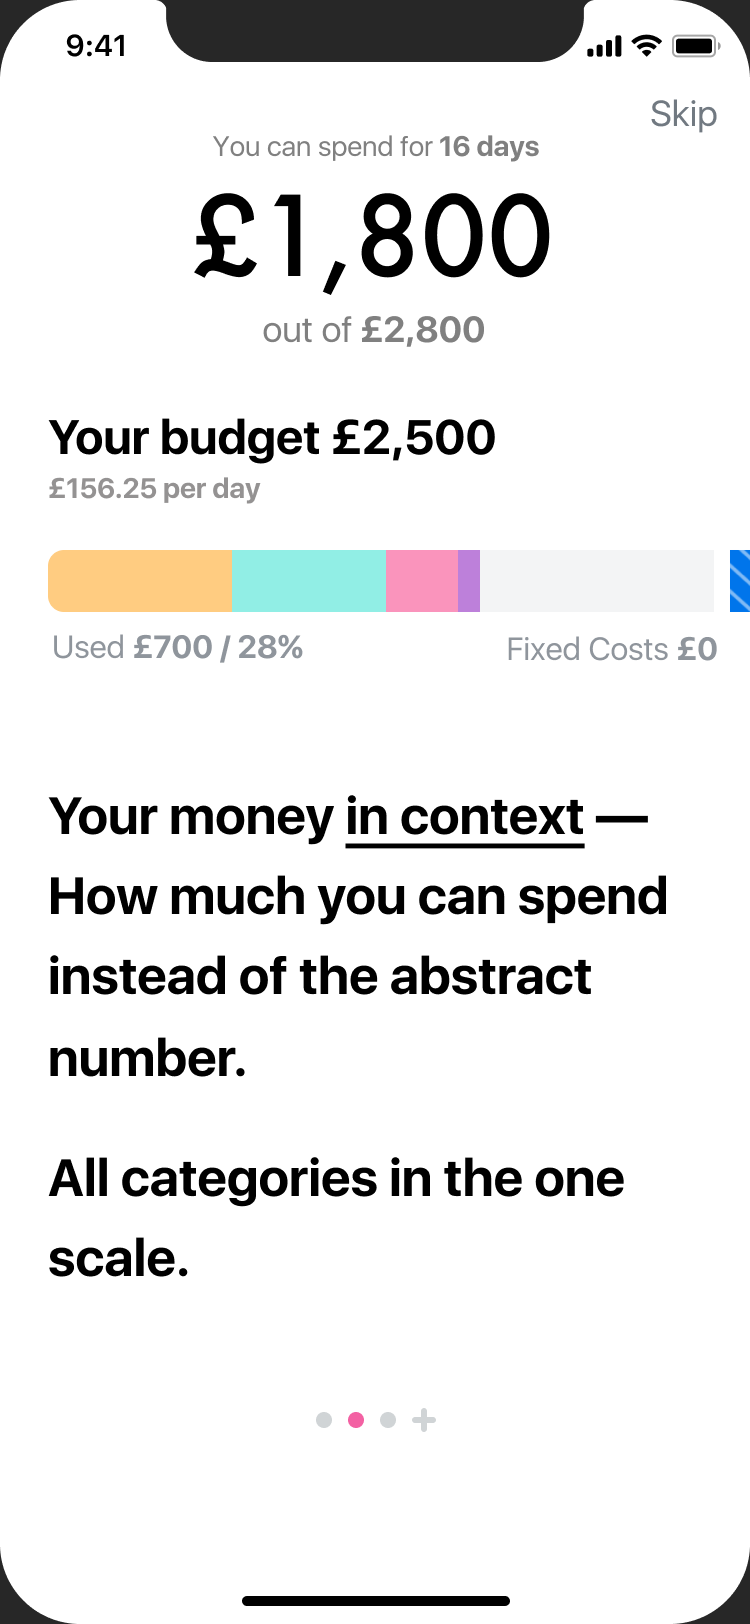 9:41
Skip
You can spend for 16 days
£1,800
out of £2,800
Your budget £2,500
£156.25 per day
Used £700 / 28%
Fixed Costs £0
Your money in context —
How much you can spend
instead of the abstract
number.
All categories in the one
scale.